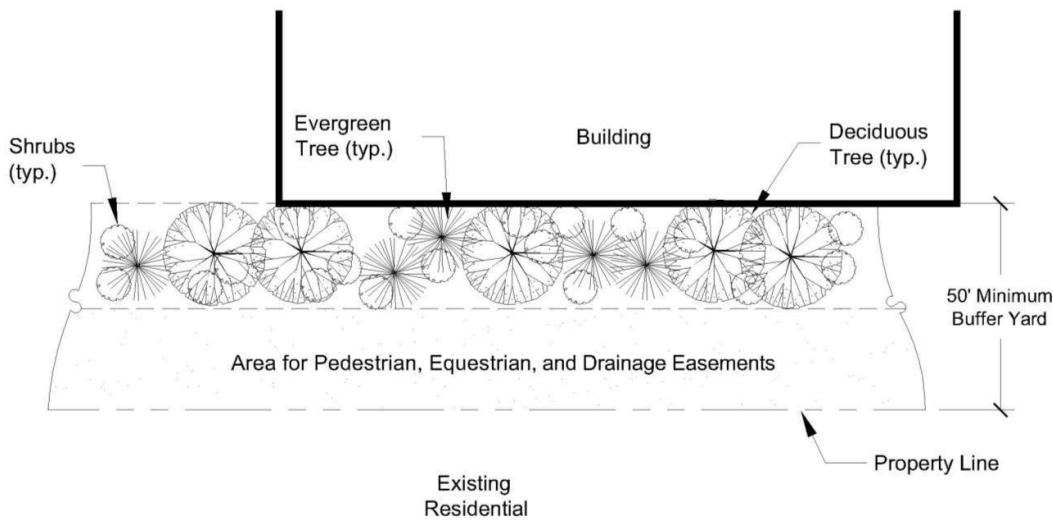 Shrubs
(typ.)
Evergreen
Tree (typ.)
Building
Deciduous
Tree (typ.)
50' Minimum
Buffer Yard
Area for Pedestrian, Equestrian, and Drainage Easements
Property Line
Existing
Residential